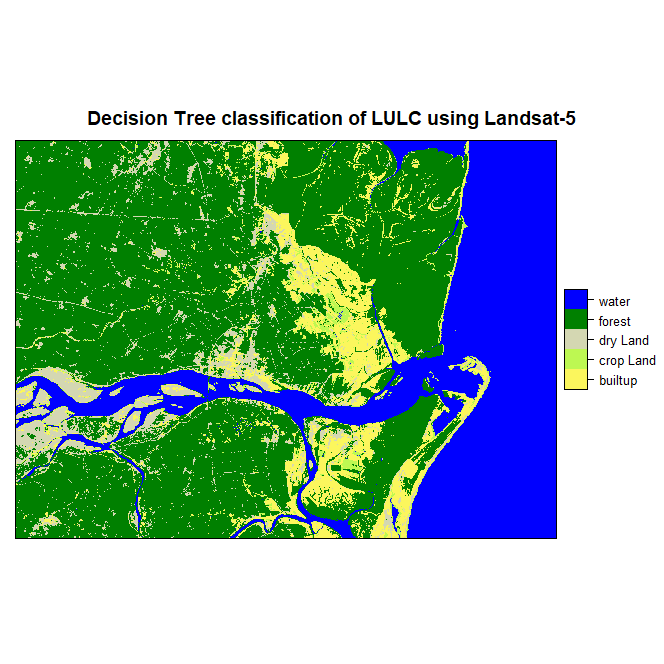 Decision Tree classification of LULC using Landsat-5
water
forest
dry Land
crop Land
builtup